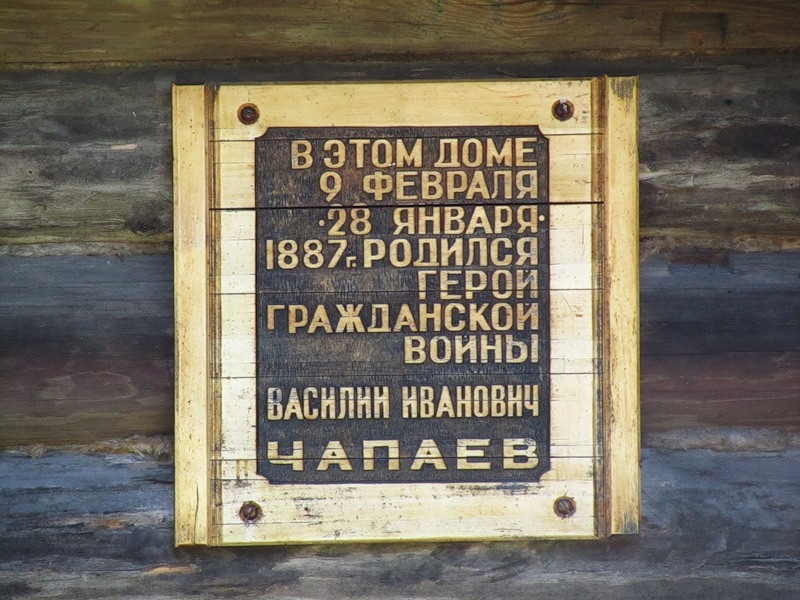 В ЭТОМ ДОМЕ
9 ФЕВРАЛЯ
·28 ЯНВАРЯ·
1887г. РОДИЛСЯ
ГЕРОЙ
ГРАЖДАНСКОЙ
ВОЙНЫ
ВАСИЛИЙ ИВАНОВИЧ
ЧАПАЕВ